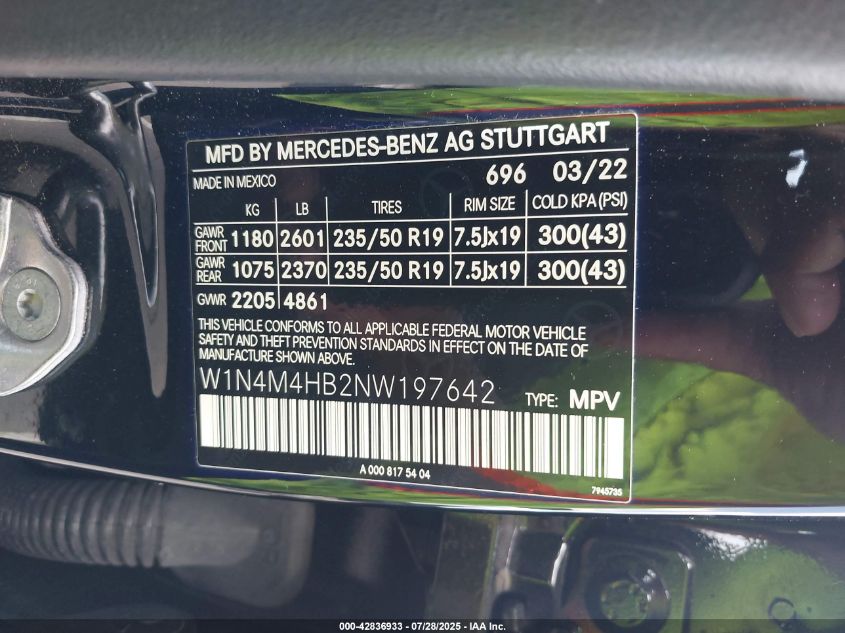 MFD BY MERCEDES-BENZ AG STUTTGART
MADE IN MEXICO 696 03/22
KG LB TIRES RIM SIZE COLD KPA (PSI)
GAWR FRONT 1180 2601 235/50 R19 7.5Jx19 300(43)
GAWR REAR 1075 2370 235/50 R19 7.5Jx19 300(43)
GVWR 2205 4861
THIS VEHICLE CONFORMS TO ALL APPLICABLE FEDERAL MOTOR VEHICLE
SAFETY AND THEFT PREVENTION STANDARDS IN EFFECT ON THE DATE OF
MANUFACTURE SHOWN ABOVE.
W1N4M4HB2NW197642 TYPE: MPV
A 000 817 54 04
7945735
000-42836933 - 07/28/2025 - IAA Inc.